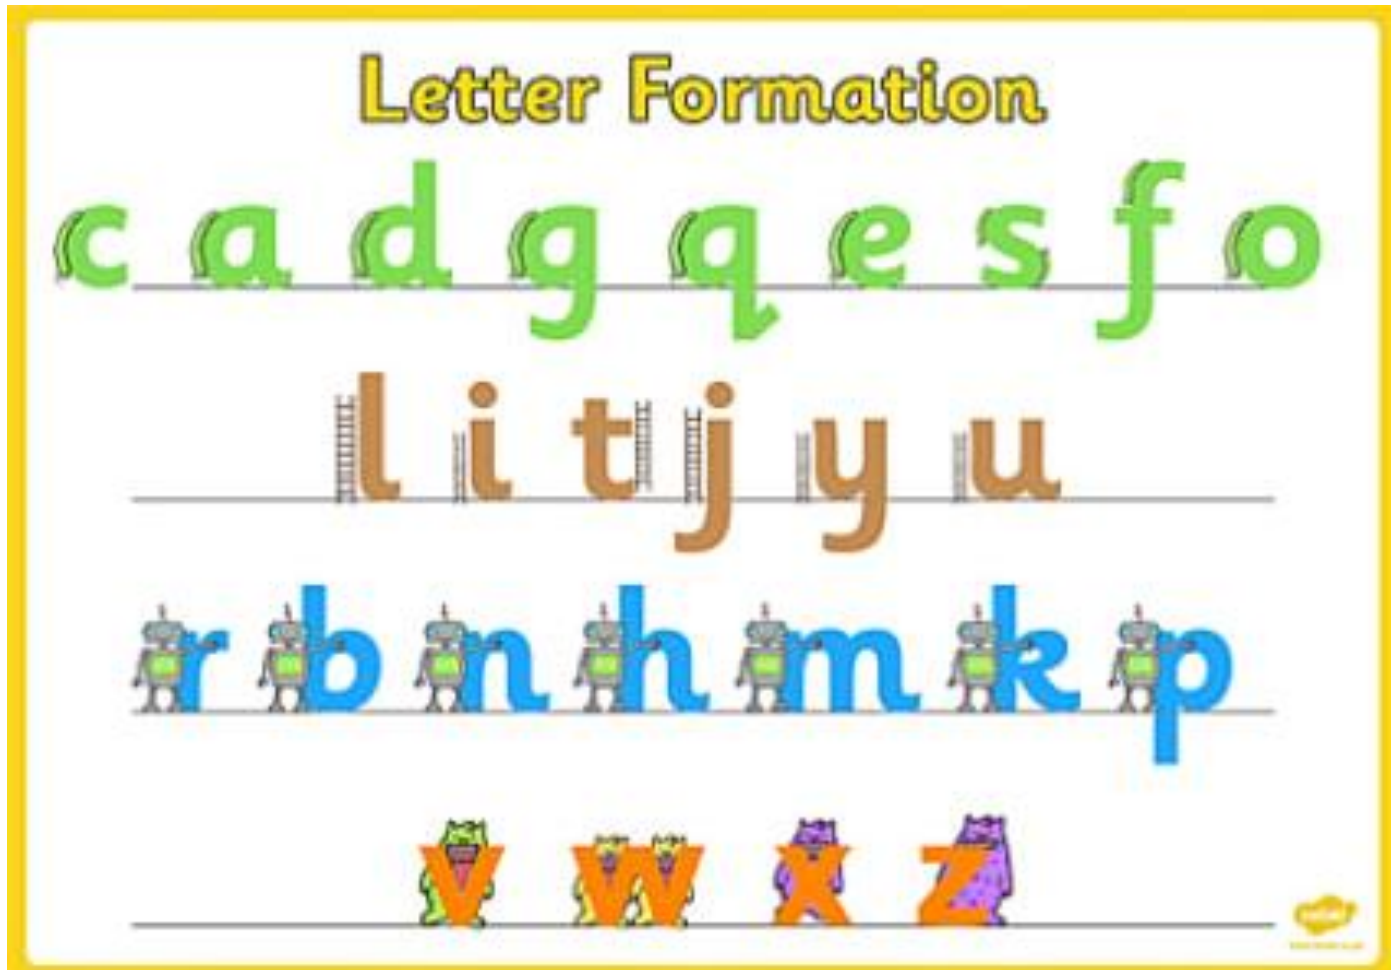 Letter Formation
c a d g q e s f o
l i t j y u
r b n h m k p
v w x z